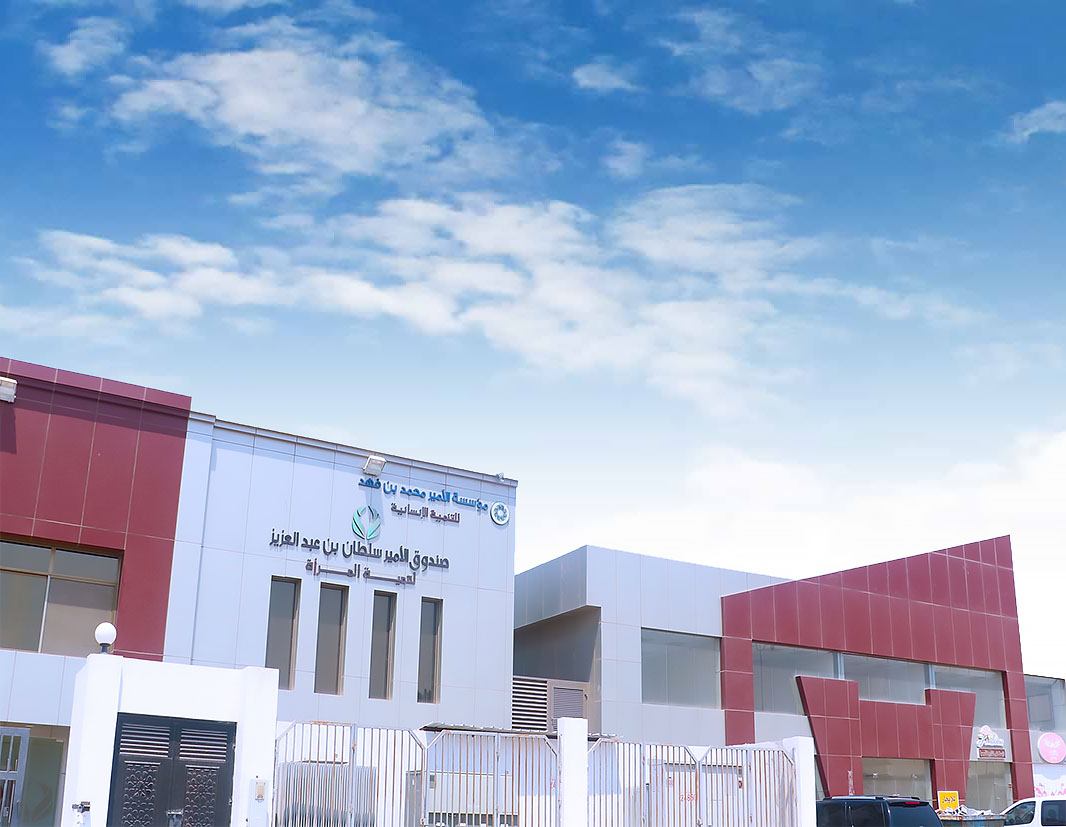 مؤسسة الأمير محمد بن فهد
للتنمية الإنسانية
صندوق الأمير سلطان بن عبد العزيز
لتنمية المرأة